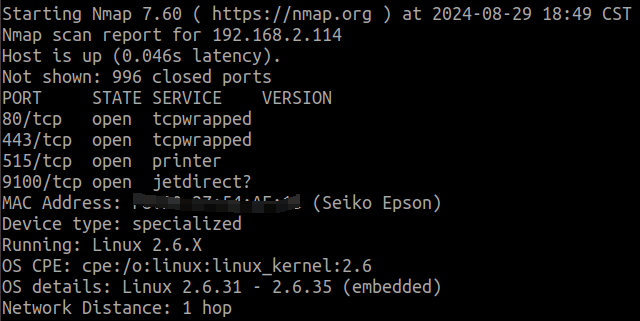 Starting Nmap 7.60 ( https://nmap.org ) at 2024-08-29 18:49 CST
Nmap scan report for 192.168.2.114
Host is up (0.046s latency).
Not shown: 996 closed ports
PORT     STATE SERVICE    VERSION
80/tcp   open  tcpwrapped
443/tcp  open  tcpwrapped
515/tcp  open  printer
9100/tcp open  jetdirect?
MAC Address: (Seiko Epson)
Device type: specialized
Running: Linux 2.6.X
OS CPE: cpe:/o:linux:linux_kernel:2.6
OS details: Linux 2.6.31 - 2.6.35 (embedded)
Network Distance: 1 hop